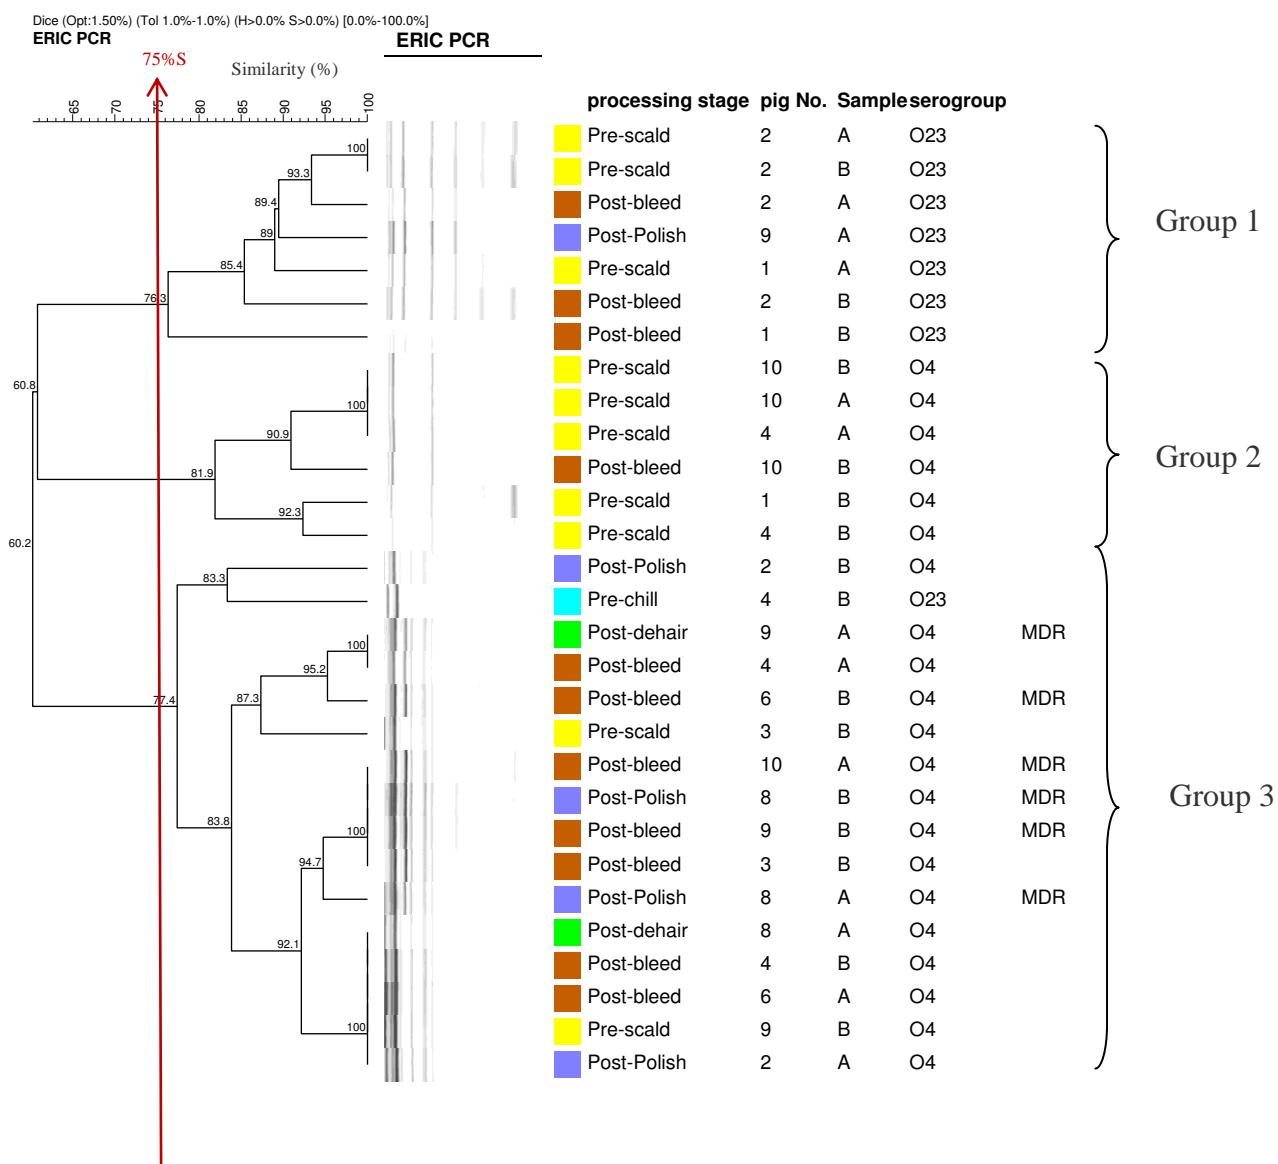 Dice (Opt:1.50%) (Tol 1.0%-1.0%) (H>0.0% S>0.0%) [0.0%-100.0%]
ERIC PCR
ERIC PCR
75%S
Similarity (%)
65 70 75 80 85 90 95 100
processing stage pig No. Sample serogroup
100
Pre-scald 2 A O23
93.3
Pre-scald 2 B O23
89.4
Post-bleed 2 A O23
89
Post-Polish 9 A O23
Group 1
85.4
Pre-scald 1 A O23
76.3
Post-bleed 2 B O23
Post-bleed 1 B O23
60.8
Pre-scald 10 B O4
100
Pre-scald 10 A O4
90.9
Pre-scald 4 A O4
81.9
Post-bleed 10 B O4
Group 2
92.3
Pre-scald 1 B O4
Pre-scald 4 B O4
60.2
83.3
Post-Polish 2 B O4
Pre-chill 4 B O23
100
Post-dehair 9 A O4 MDR
95.2
Post-bleed 4 A O4
77.4
87.3
Post-bleed 6 B O4 MDR
Pre-scald 3 B O4
Post-bleed 10 A O4 MDR
Post-Polish 8 B O4 MDR
Group 3
83.8
100
Post-bleed 9 B O4 MDR
94.7
Post-bleed 3 B O4
Post-Polish 8 A O4 MDR
92.1
Post-dehair 8 A O4
Post-bleed 4 B O4
Post-bleed 6 A O4
100
Pre-scald 9 B O4
Post-Polish 2 A O4